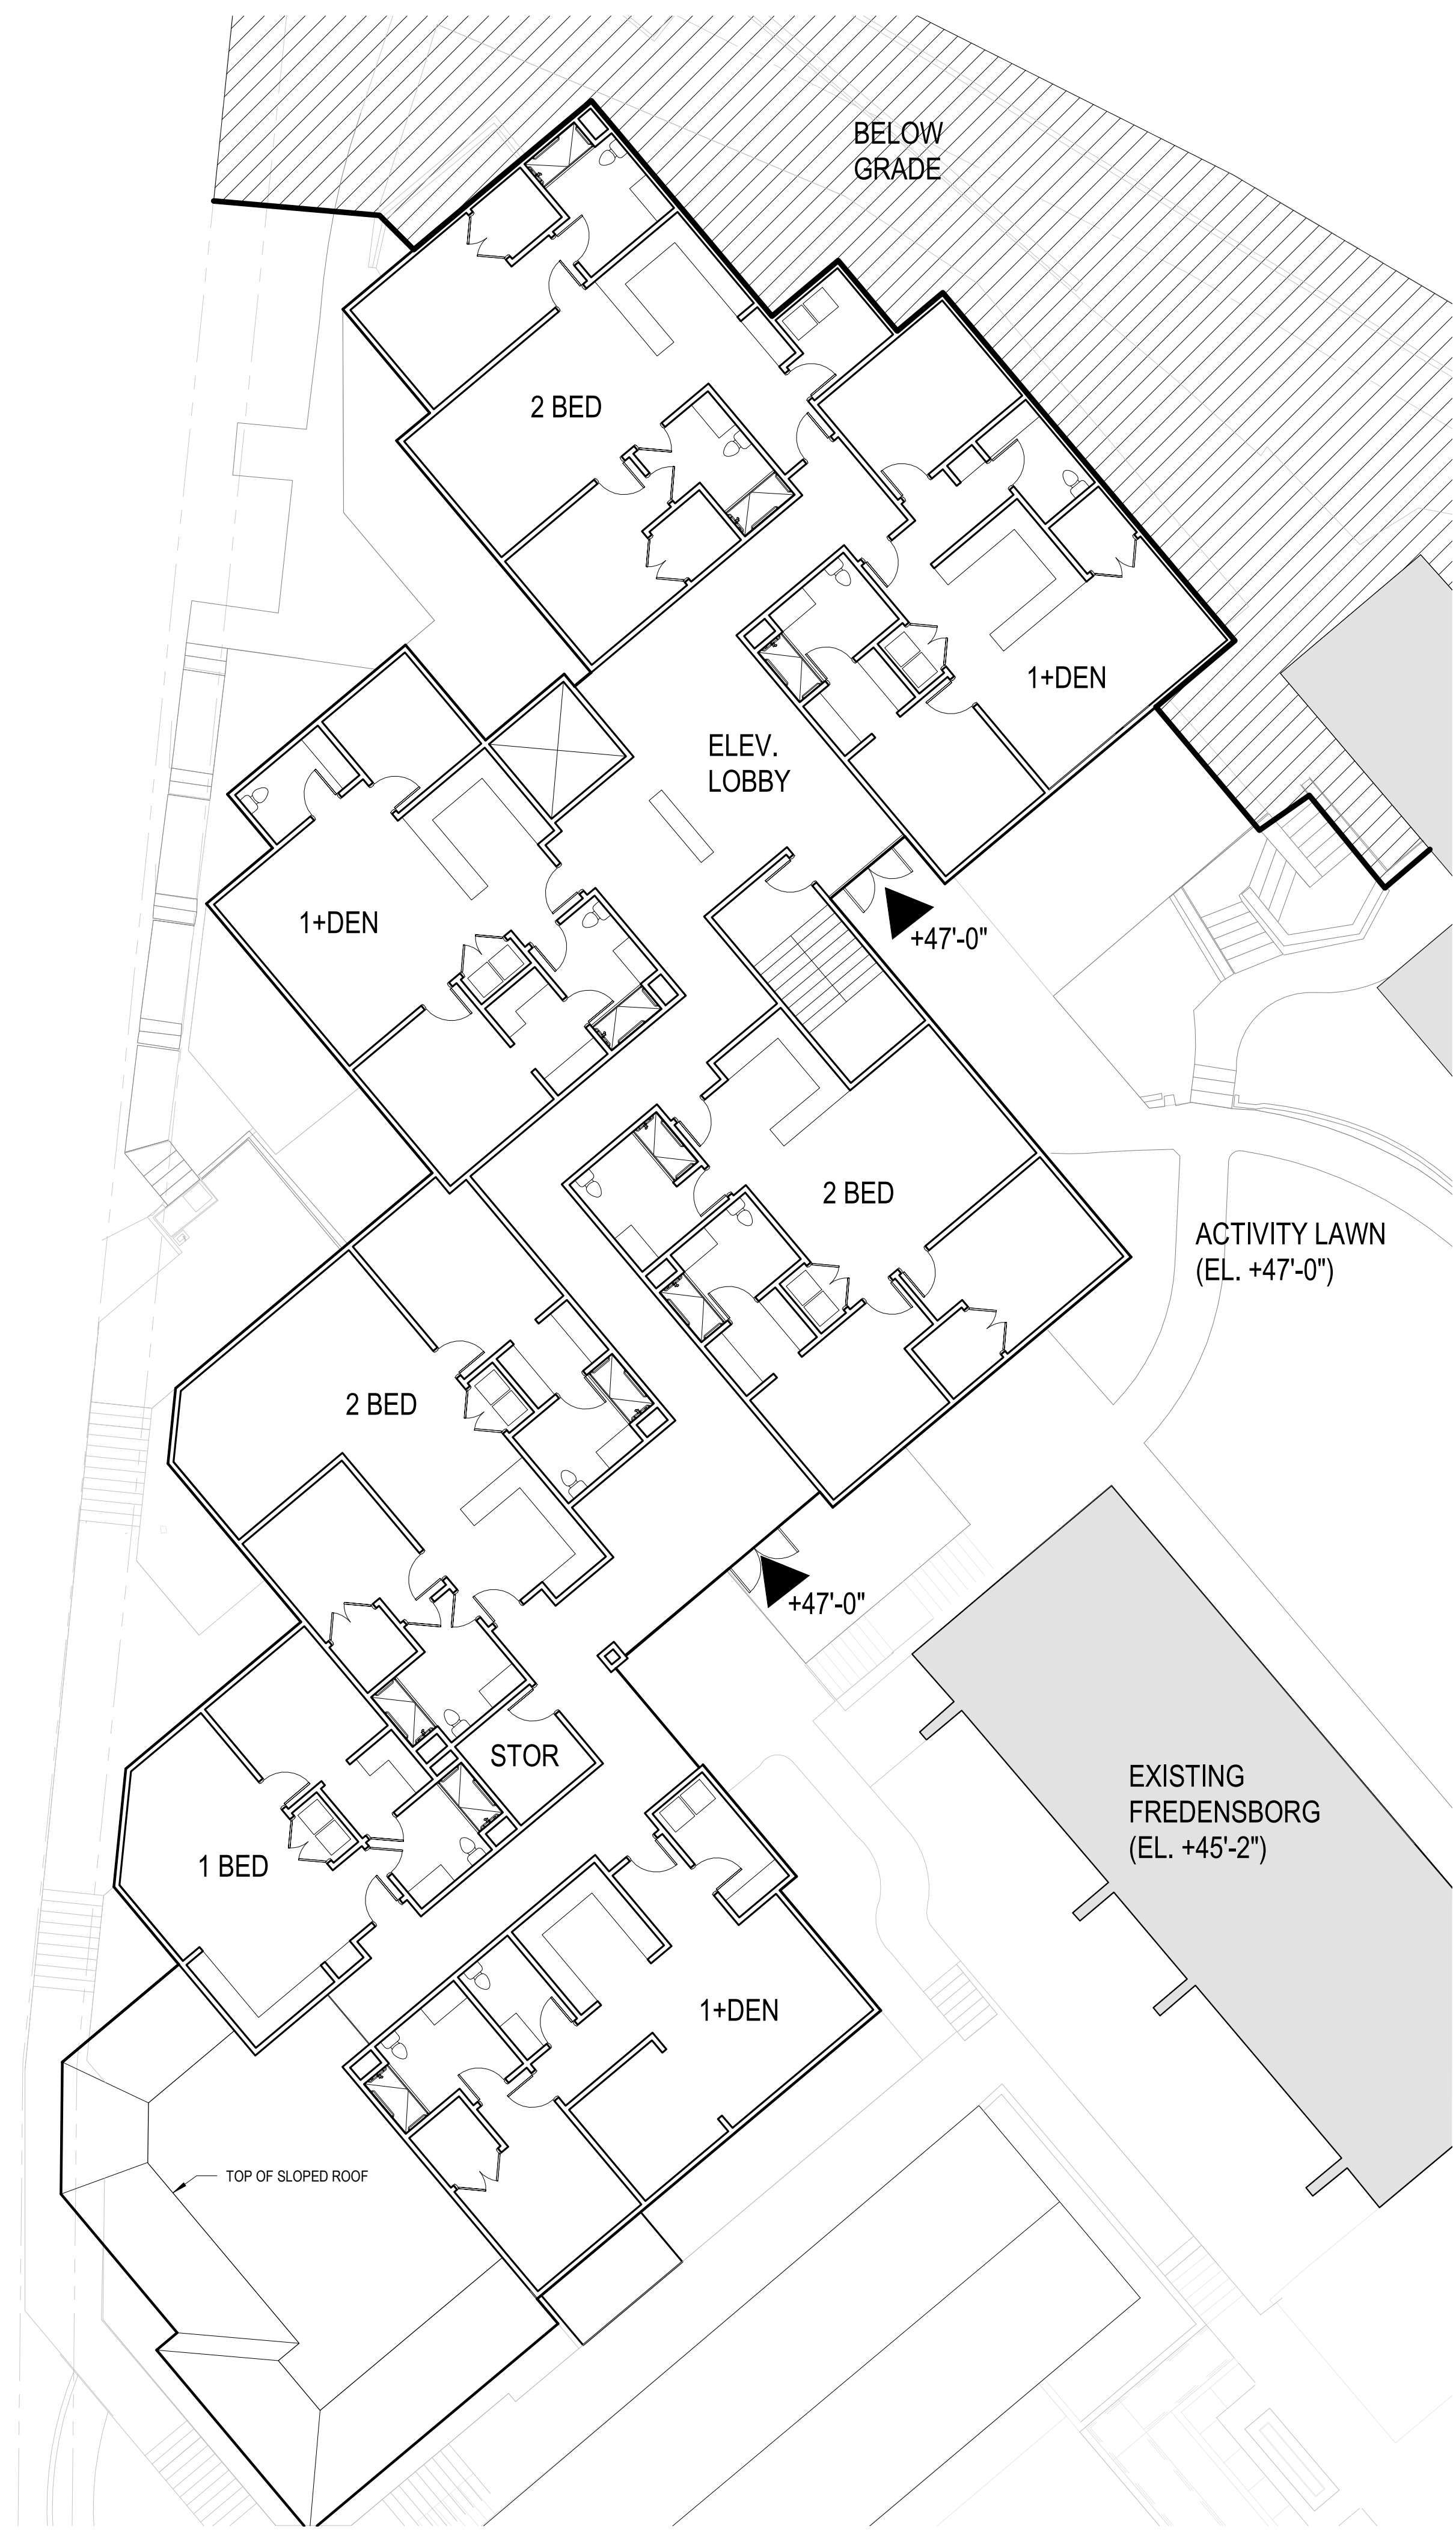 BELOW
GRADE
2 BED
1+DEN
ELEV.
LOBBY
1+DEN
+47'-0"
2 BED
ACTIVITY LAWN
(EL. +47'-0")
2 BED
+47'-0"
STOR
EXISTING
FREDENSBORG
(EL. +45'-2")
1 BED
1+DEN
TOP OF SLOPED ROOF